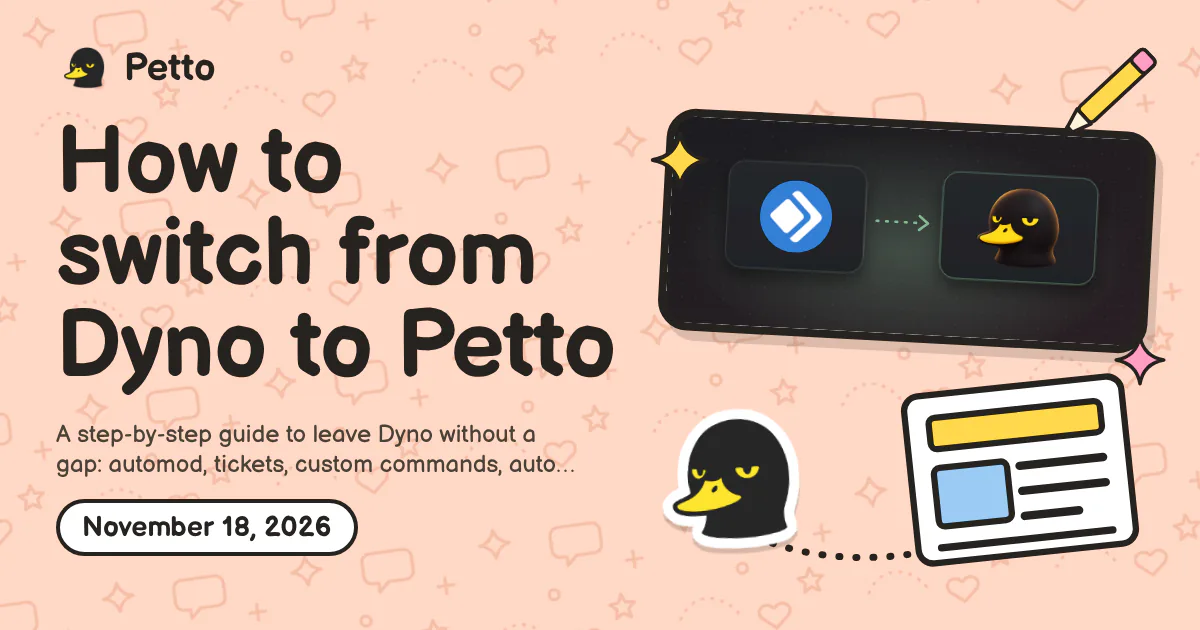 Petto
How to
switch from
Dyno to Petto
A step-by-step guide to leave Dyno without a
gap: automod, tickets, custom commands, auto...
November 18, 2026